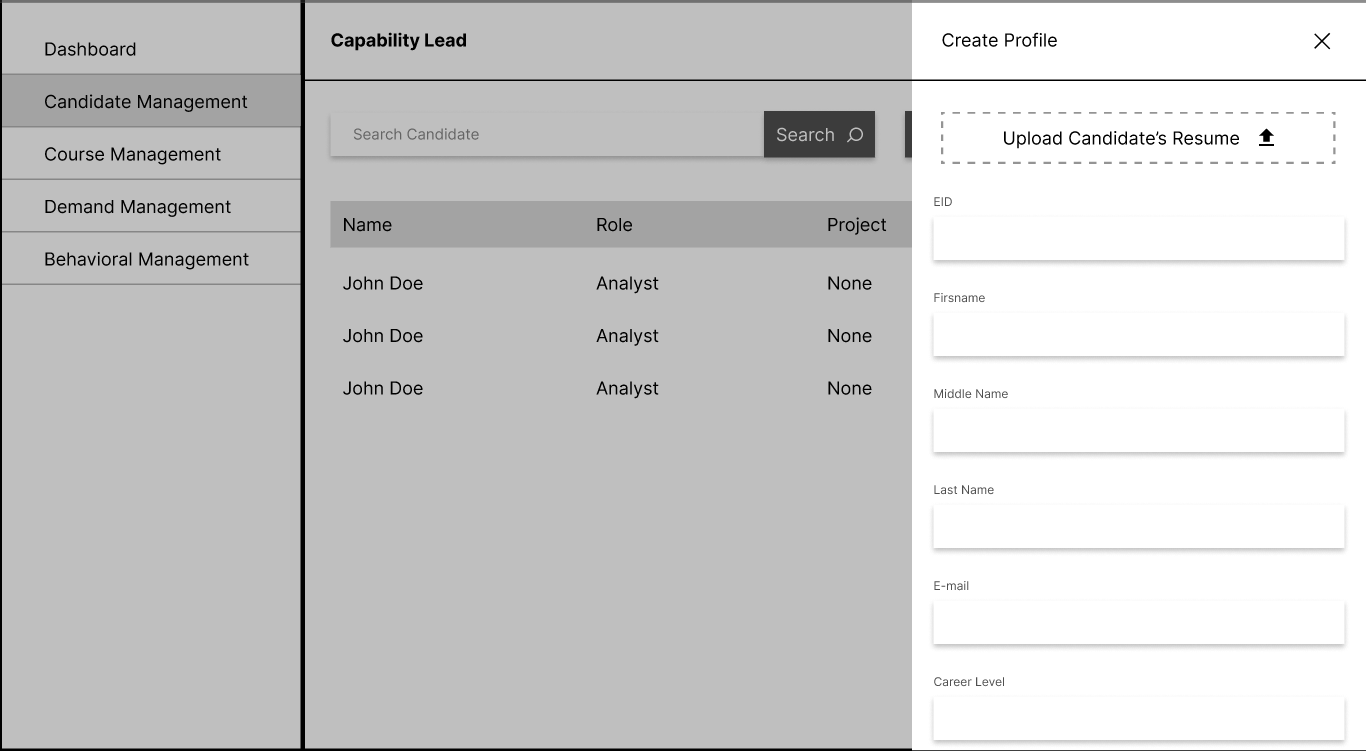 Dashboard
Candidate Management
Course Management
Demand Management
Behavioral Management
Capability Lead
Search Candidate
Search
Name Role Project
John Doe Analyst None
John Doe Analyst None
John Doe Analyst None
Create Profile
Upload Candidate’s Resume
EID
Firsname
Middle Name
Last Name
E-mail
Career Level